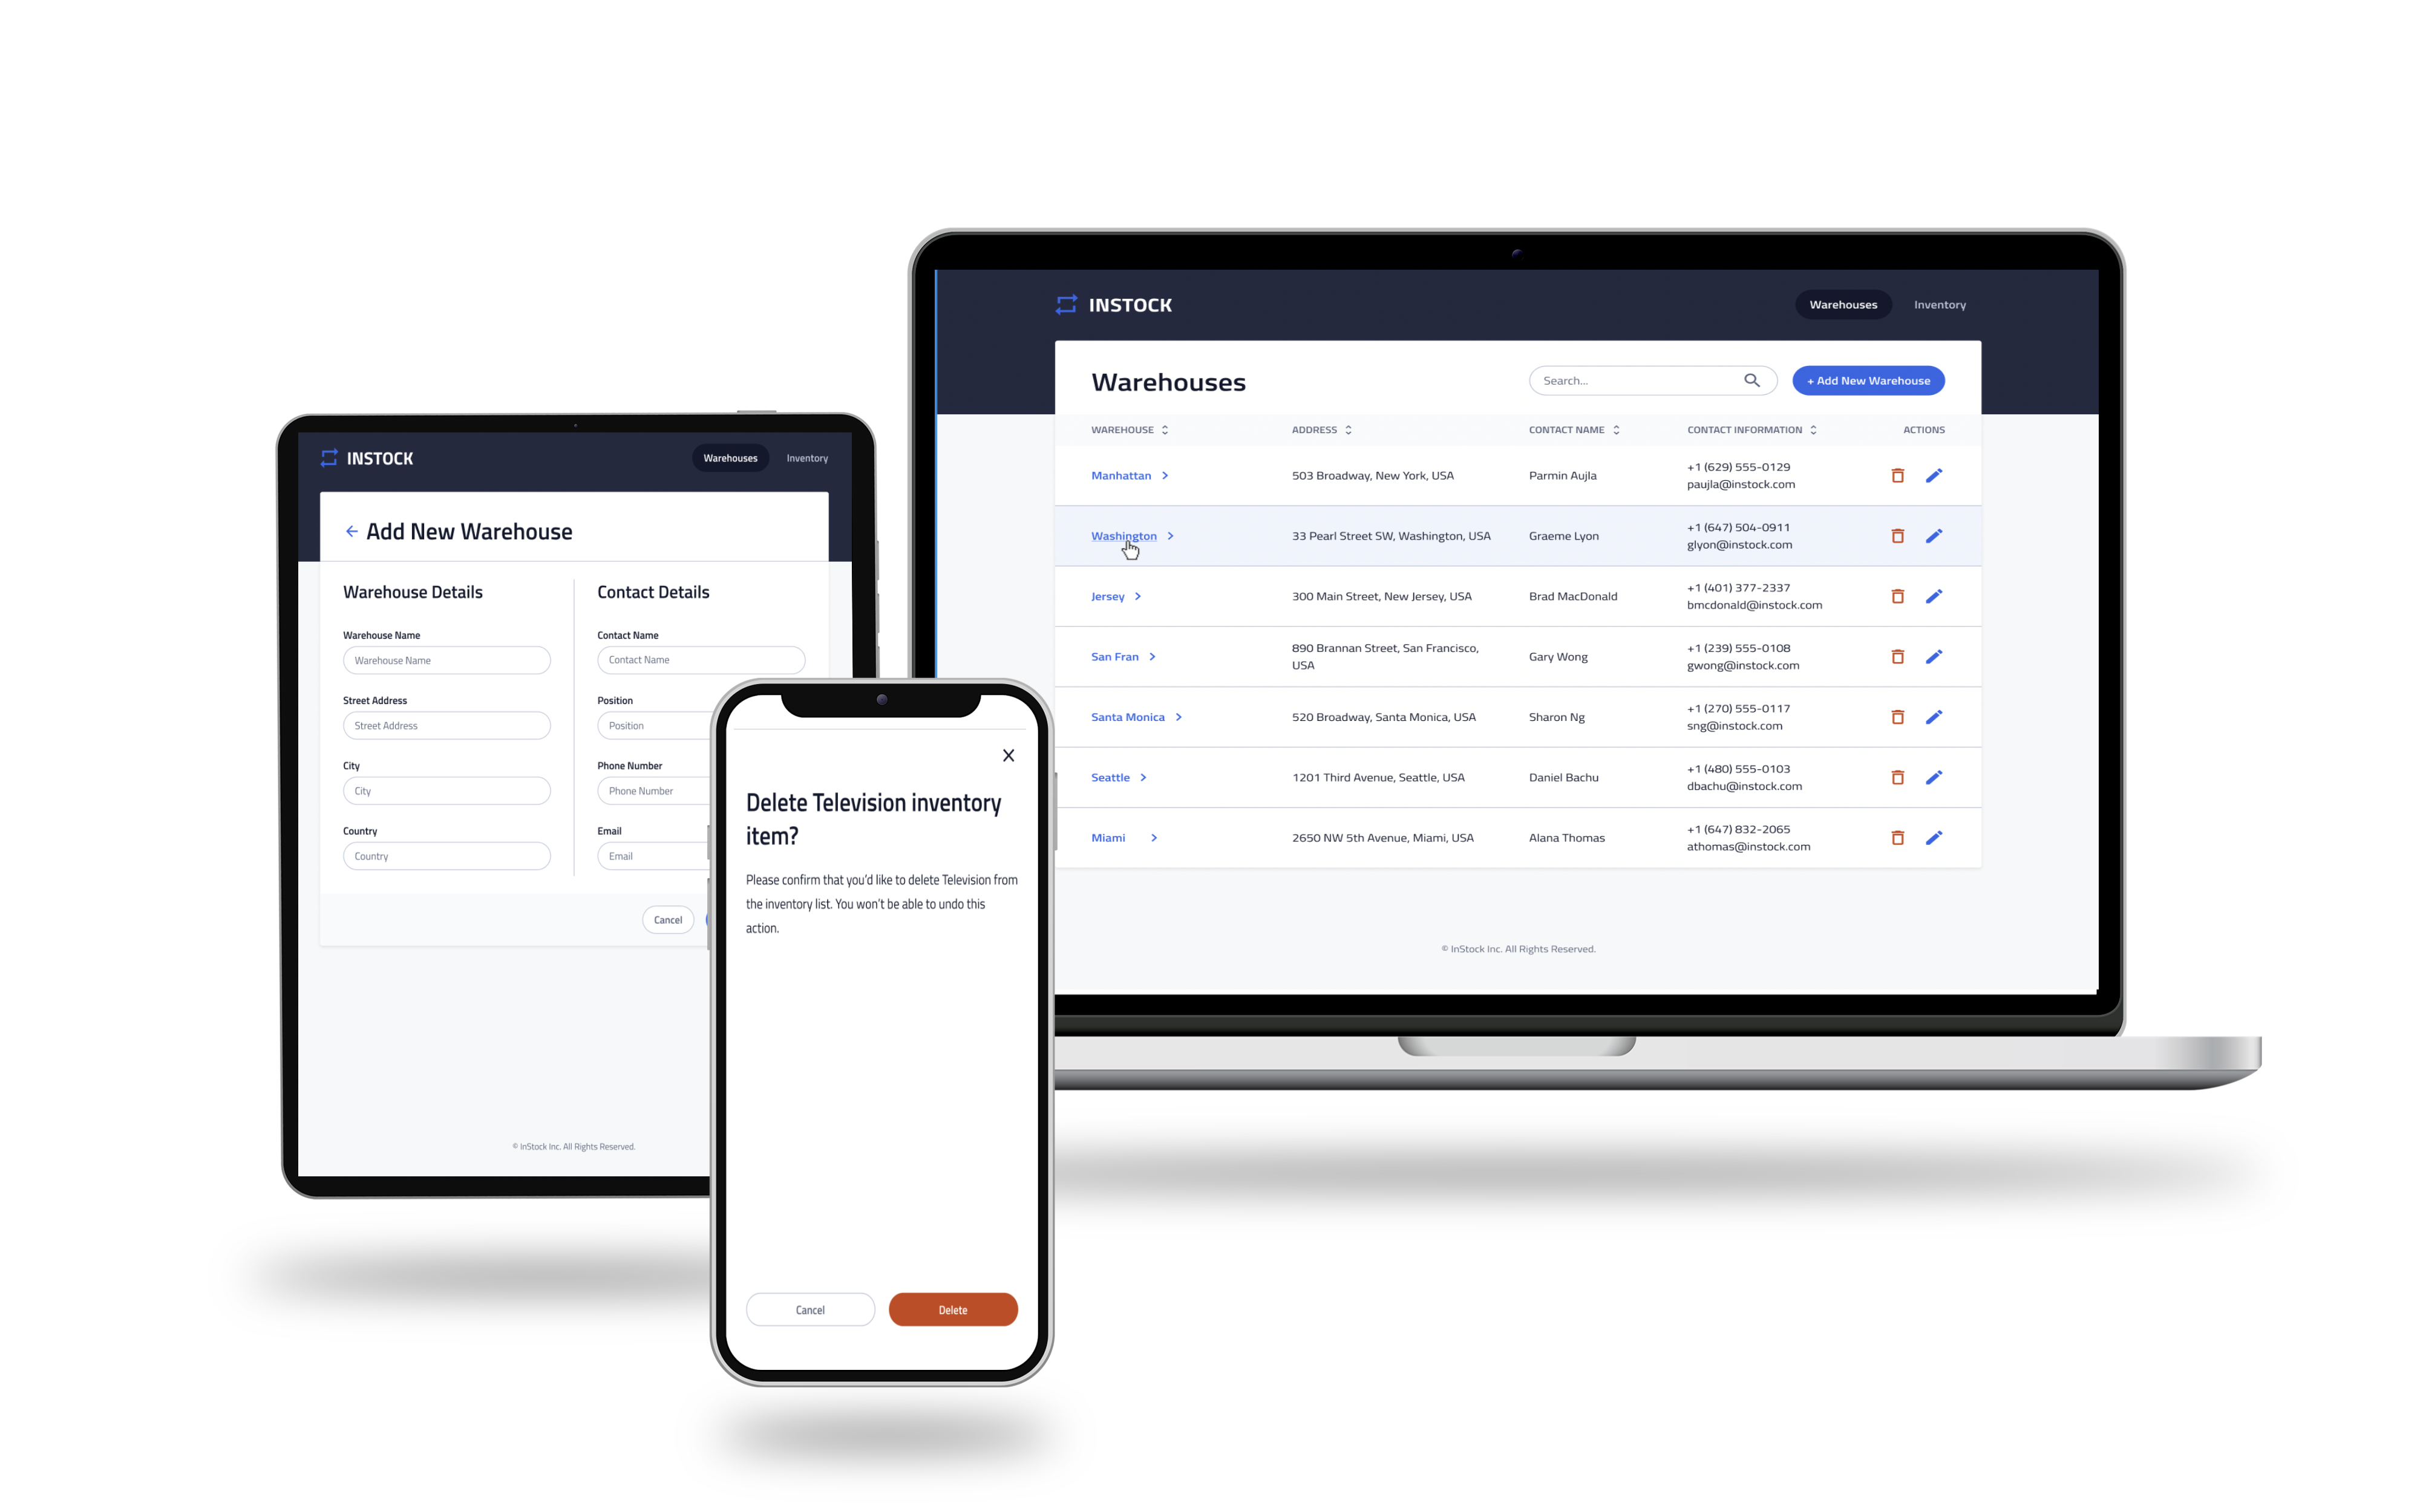 INSTOCK
Warehouses
Inventory
Add New Warehouse
Warehouse Details
Warehouse Name
Warehouse Name
Street Address
Street Address
City
City
Country
Country
Contact Details
Contact Name
Contact Name
Position
Position
Phone Number
Phone Number
Email
Email
Cancel
© InStock Inc. All Rights Reserved.
X
Delete Television inventory
item?
Please confirm that you'd like to delete Television from
the inventory list. You won't be able to undo this
action.
Cancel
Delete
INSTOCK
Warehouses
Inventory
Warehouses
Search...
+ Add New Warehouse
WAREHOUSE
ADDRESS
CONTACT NAME
CONTACT INFORMATION
ACTIONS
Manhattan
503 Broadway, New York, USA
Parmin Aujla
+1 (629) 555-0129
paujla@instock.com
Washington
33 Pearl Street SW, Washington, USA
Graeme Lyon
+1 (647) 504-0911
glyon@instock.com
Jersey
300 Main Street, New Jersey, USA
Brad MacDonald
+1 (401) 377-2337
bmcdonald@instock.com
San Fran
890 Brannan Street, San Francisco,
USA
Gary Wong
+1 (239) 555-0108
gwong@instock.com
Santa Monica
520 Broadway, Santa Monica, USA
Sharon Ng
+1 (270) 555-0117
sng@instock.com
Seattle
1201 Third Avenue, Seattle, USA
Daniel Bachu
+1 (480) 555-0103
dbachu@instock.com
Miami
2650 NW 5th Avenue, Miami, USA
Alana Thomas
+1 (647) 832-2065
athomas@instock.com
© InStock Inc. All Rights Reserved.